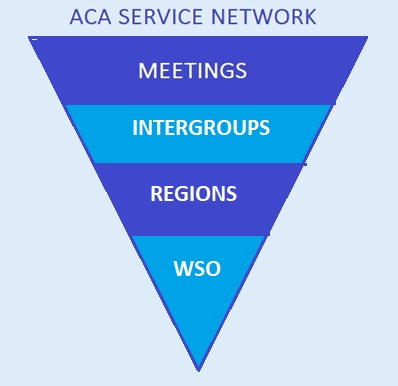 ACA SERVICE NETWORK
MEETINGS
INTERGROUPS
REGIONS
WSO